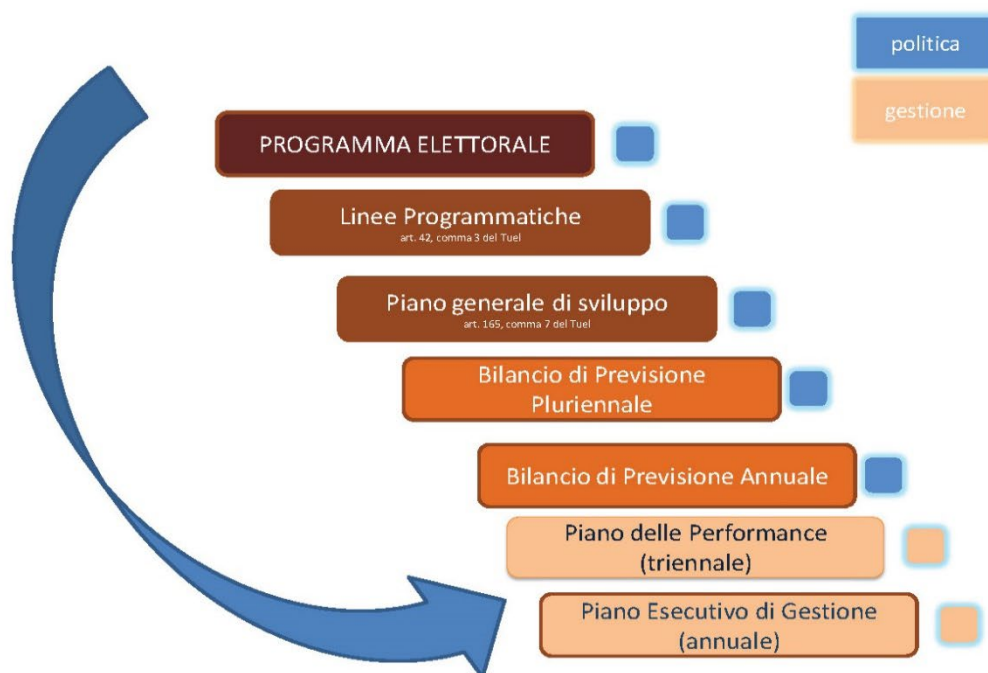 politica
gestione
PROGRAMMA ELETTORALE
Linee Programmatiche
art. 42, comma 3 del Tuel
Piano generale di sviluppo
art. 165, comma 7 del Tuel
Bilancio di Previsione
Pluriennale
Bilancio di Previsione Annuale
Piano delle Performance
(triennale)
Piano Esecutivo di Gestione
(annuale)